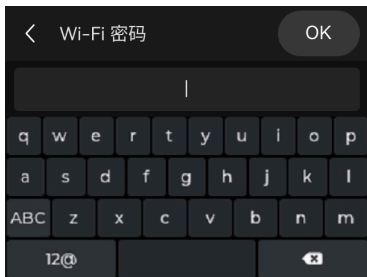 Wi-Fi 密码 OK
q w e r t y u i o p
a s d f g h j k l
ABC z x c v b n m
12@